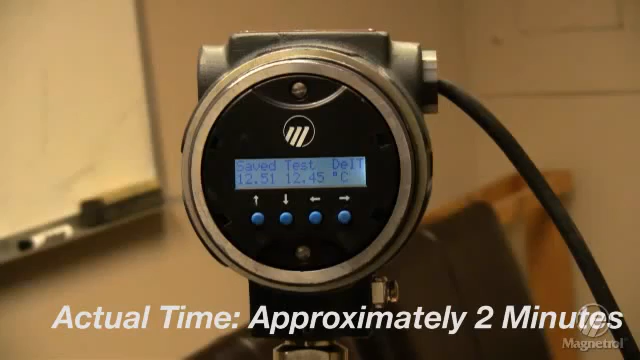 Saved Test DelT
12.51 12.45 °C
↑ ↓ ← →
Actual Time: Approximately 2 Minutes
Magnetrol